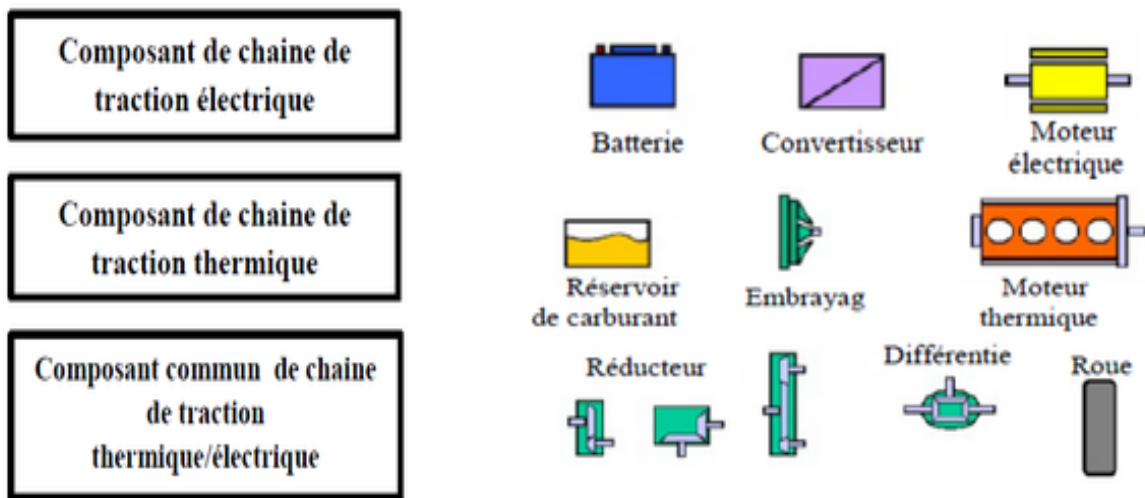 Composant de chaine de
traction électrique
Batterie
Convertisseur
Moteur
électrique
Composant de chaine de
traction thermique
Réservoir
de carburant
Embrayag
Moteur
thermique
Composant commun de chaine
de traction
thermique/électrique
Réducteur
Différentie
Roue